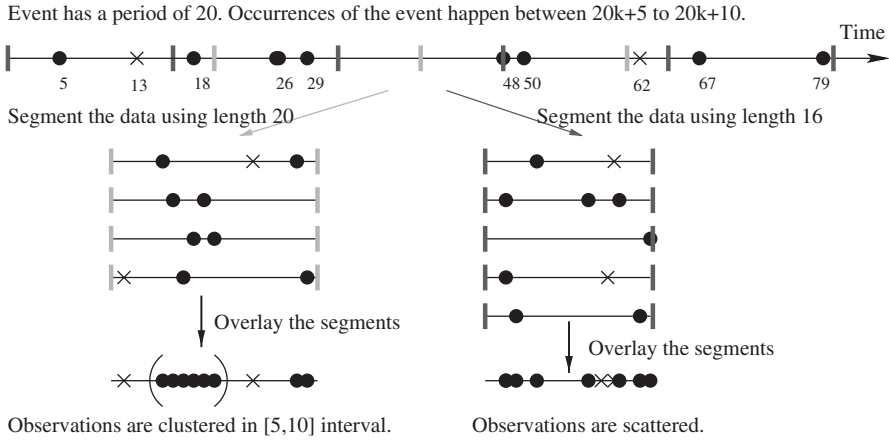 Event has a period of 20. Occurrences of the event happen between 20k+5 to 20k+10.
Time
5 13 18 26 29 48 50 62 67 79
Segment the data using length 20
Segment the data using length 16
Overlay the segments
Overlay the segments
Observations are clustered in [5,10] interval.
Observations are scattered.